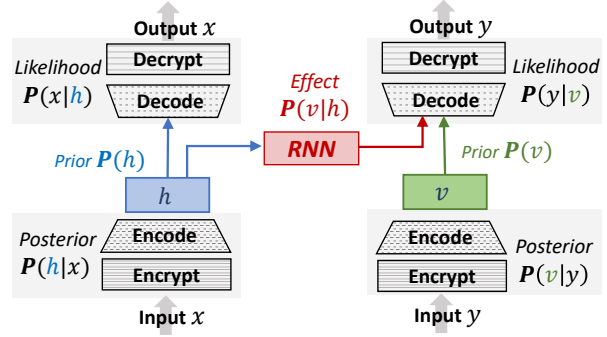 Output x
Output y
Decrypt
Decrypt
Likelihood
P(x|h)
Decode
Effect
P(v|h)
Decode
Likelihood
P(y|v)
Prior P(h)
RNN
Prior P(v)
h
v
Posterior
P(h|x)
Encode
Encrypt
Encode
Encrypt
Posterior
P(v|y)
Input x
Input y